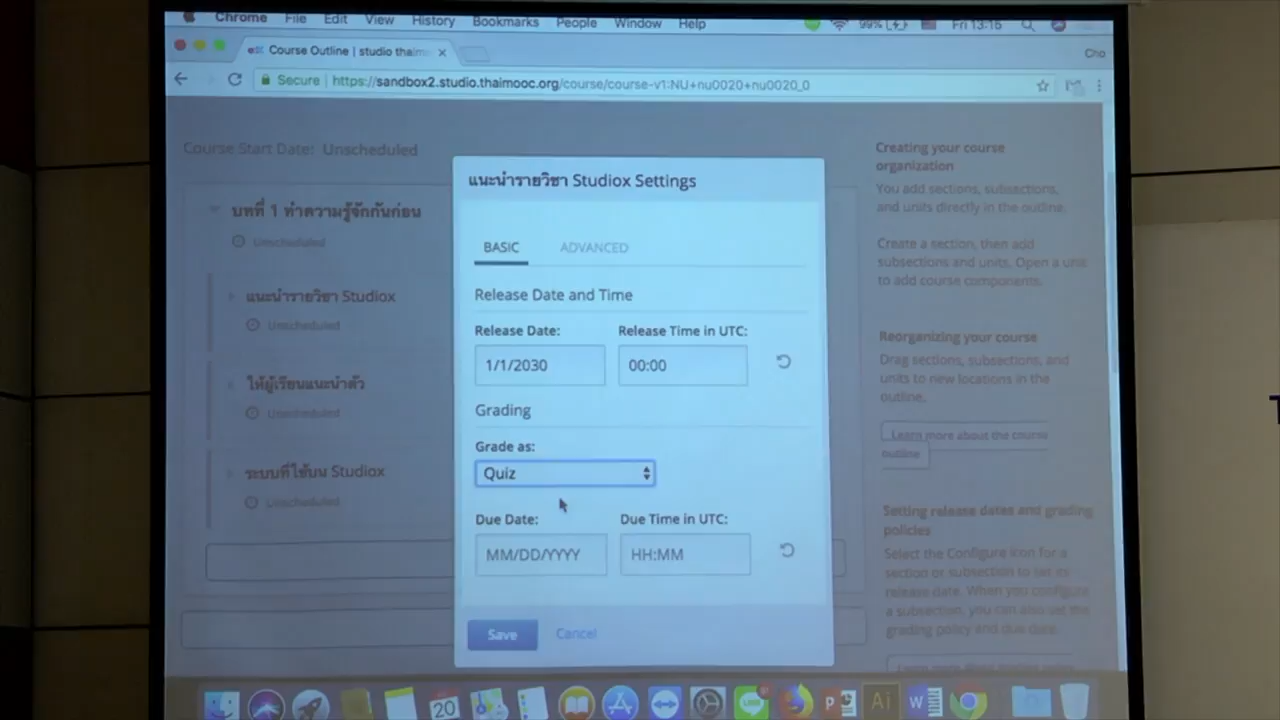 Chrome File Edit View History Bookmarks People Window Help 99% Fri 13:15
Course Outline | studio thaim
Cho
Secure | https://sandbox2.studio.thaimooc.org/course/course-v1:NU+nu0020+nu0020_0
Course Start Date: Unscheduled
บทที่ 1 ทำความรู้จักกันก่อน
Unscheduled
แนะนำรายวิชา Studiox
Unscheduled
ให้ผู้เรียนแนะนำตัว
Unscheduled
ระบบที่ใช้บน Studiox
Unscheduled
แนะนำรายวิชา Studiox Settings
BASIC ADVANCED
Release Date and Time
Release Date: Release Time in UTC:
1/1/2030 00:00
Grading
Grade as:
Quiz
Due Date: Due Time in UTC:
MM/DD/YYYY HH:MM
Save Cancel
Creating your course
organization
You add sections, subsections,
and units directly in the outline.
Create a section, then add
subsections and units. Open a unit
to add course components.
Reorganizing your course
Drag sections, subsections, and
units to new locations in the
outline.
Learn more about the course
outline
Setting release dates and grading
policies
Select the Configure icon for a
section or subsection to set its
release date. When you configure
a subsection, you can also set the
grading policy and due date.
20
LINE
P
Ai
W
T